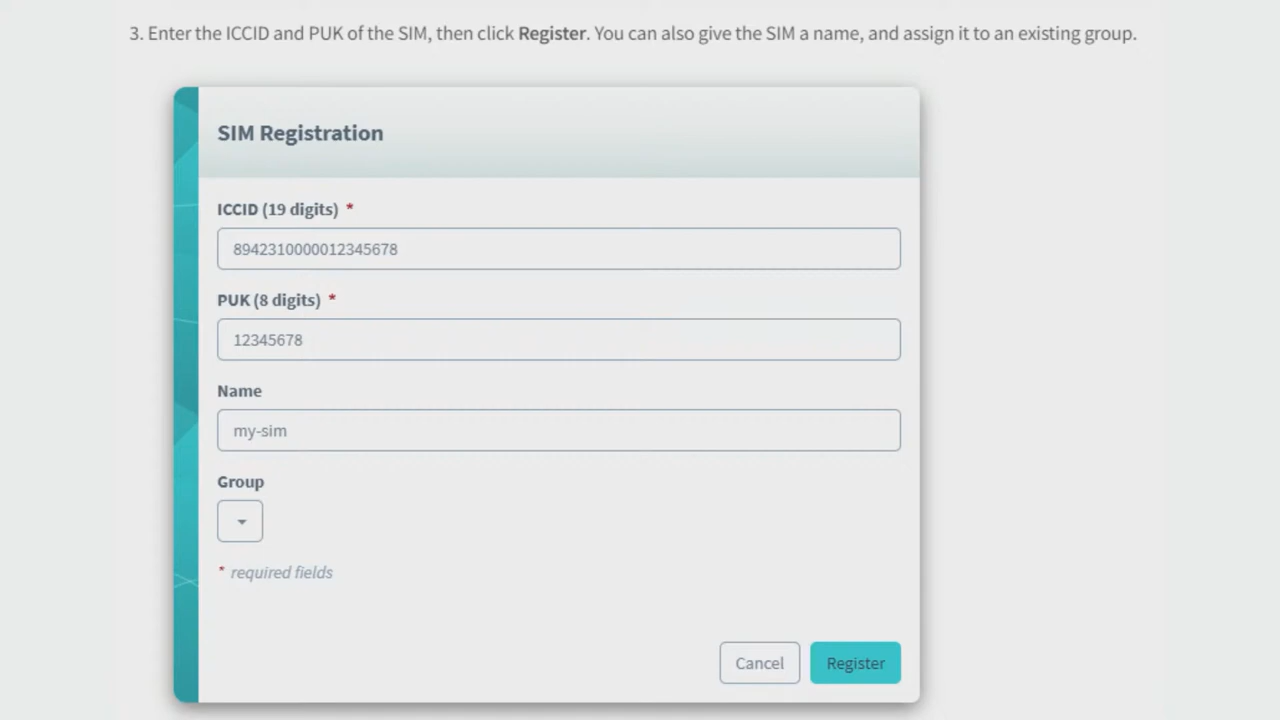 3. Enter the ICCID and PUK of the SIM, then click Register. You can also give the SIM a name, and assign it to an existing group.
SIM Registration
ICCID (19 digits) *
8942310000012345678
PUK (8 digits) *
12345678
Name
my-sim
Group
* required fields
Cancel Register